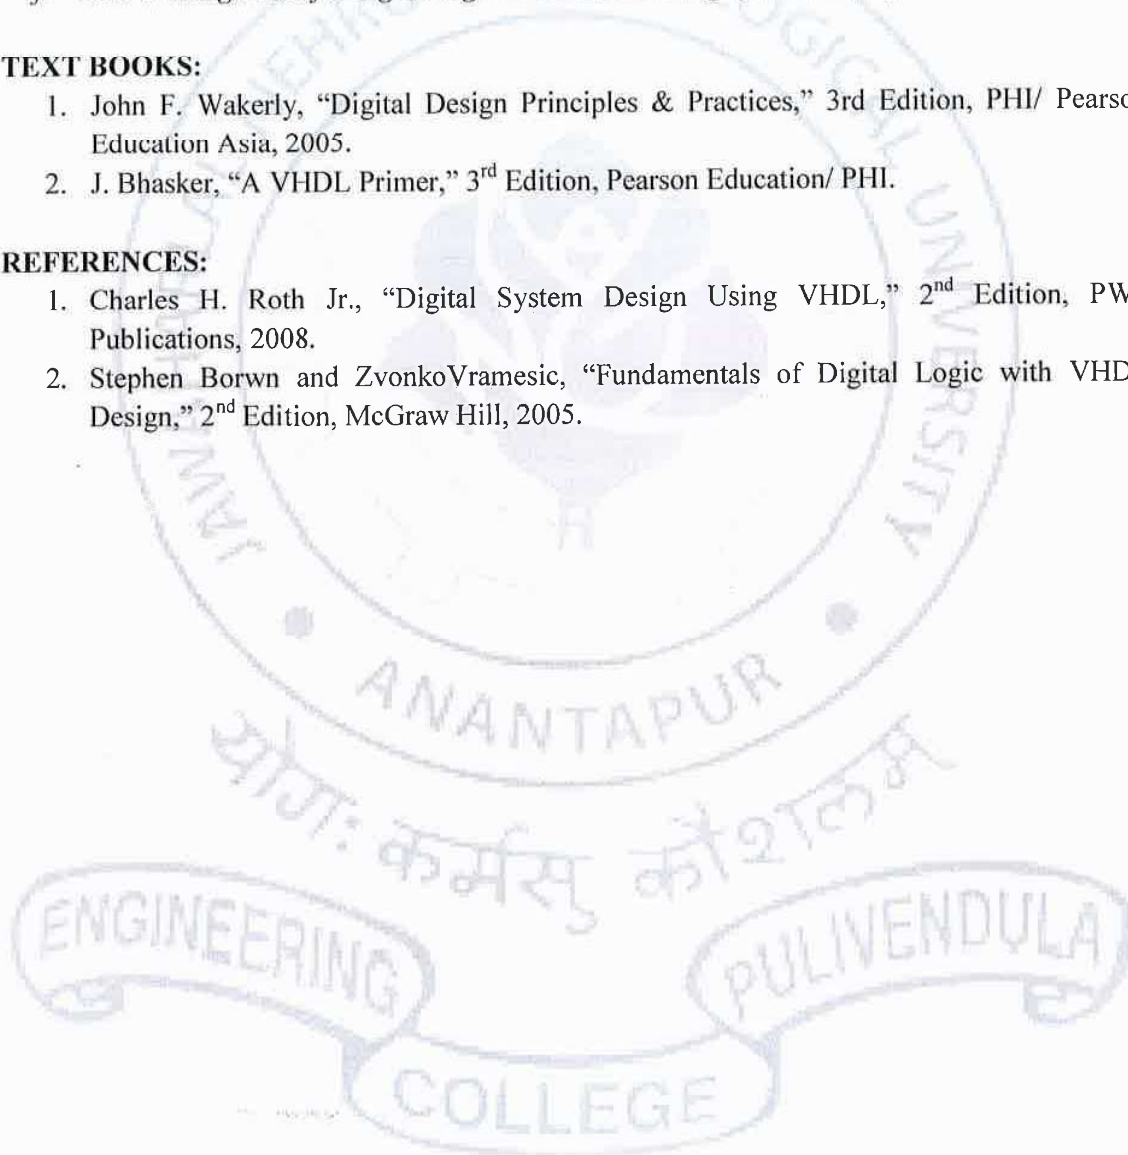 TEXT BOOKS:
1. John F. Wakerly, “Digital Design Principles & Practices,” 3rd Edition, PHI/ Pearso
Education Asia, 2005.
2. J. Bhasker, “A VHDL Primer,” 3rd Edition, Pearson Education/ PHI.
REFERENCES:
1. Charles H. Roth Jr., “Digital System Design Using VHDL,” 2nd Edition, PW
Publications, 2008.
2. Stephen Borwn and ZvonkoVramesic, “Fundamentals of Digital Logic with VHD
Design,” 2nd Edition, McGraw Hill, 2005.
UNIVERSITY
ANANTAPUR
योगः कर्मसु कौशलम
ENGINEERING
PULIVENDULA
COLLEGE